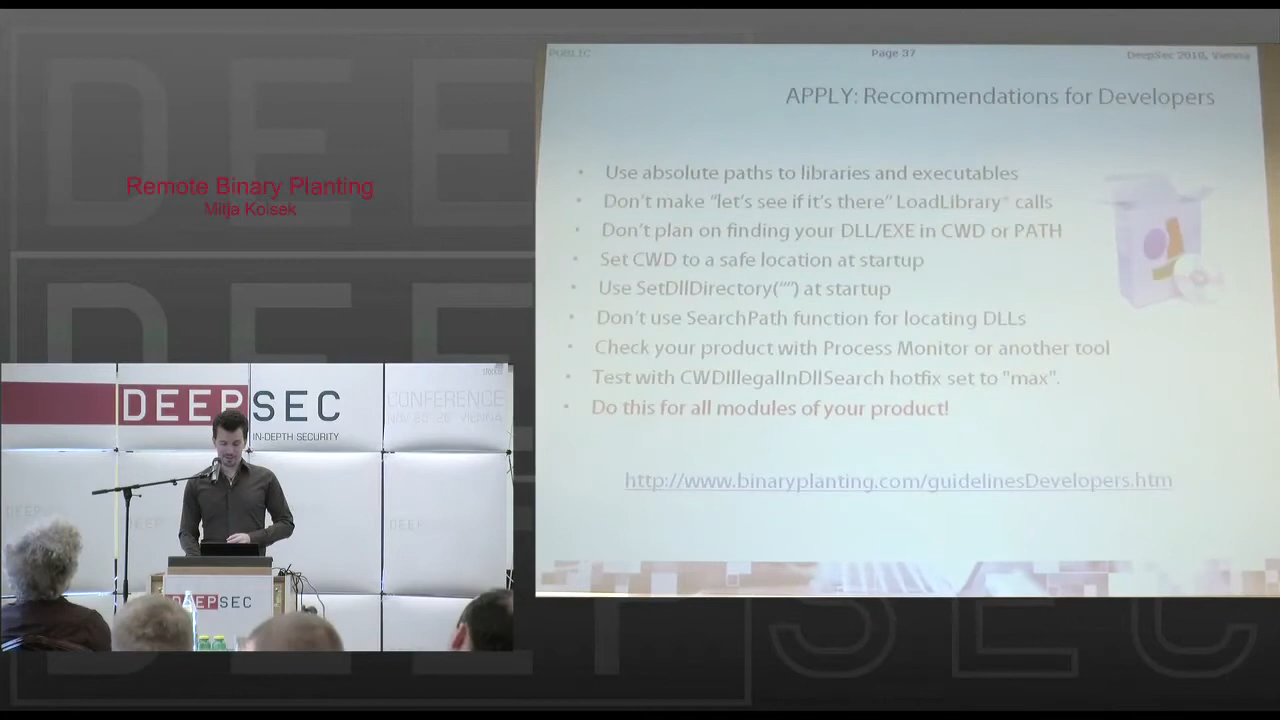 Remote Binary Planting
Mitja Kolsek
PUBLIC
Page 37
DeepSec 2010, Vienna
APPLY: Recommendations for Developers
• Use absolute paths to libraries and executables
• Don't make "let's see if it's there" LoadLibrary* calls
• Don't plan on finding your DLL/EXE in CWD or PATH
• Set CWD to a safe location at startup
• Use SetDllDirectory("") at startup
• Don't use SearchPath function for locating DLLs
• Check your product with Process Monitor or another tool
• Test with CWDIllegalInDllSearch hotfix set to "max".
• Do this for all modules of your product!
http://www.binaryplanting.com/guidelinesDevelopers.htm
DEEPSEC
IN-DEPTH SECURITY
CONFERENCE
DEEPSEC
DEEP
DEEP
SEC